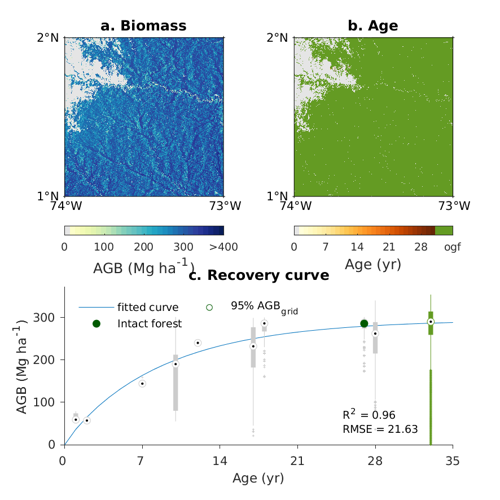 a. Biomass
b. Age
2°N
2°N
1°N
1°N
74°W
73°W
74°W
73°W
0 100 200 300 >400
0 7 14 21 28 ogf
AGB (Mg ha-1)
Age (yr)
c. Recovery curve
fitted curve
95% AGBgrid
Intact forest
300
200
100
0
AGB (Mg ha-1)
R2 = 0.96
RMSE = 21.63
0 7 14 21 28 35
Age (yr)